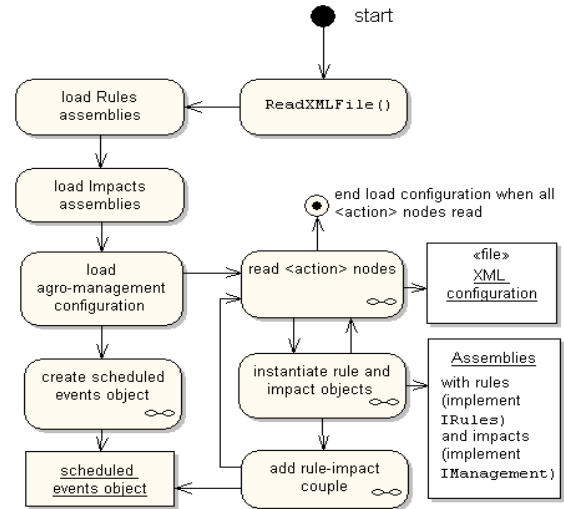 start
ReadXMLFile()
load Rules
assemblies
load Impacts
assemblies
load
agro-management
configuration
create scheduled
events object
scheduled
events object
end load configuration when all
<action> nodes read
read <action> nodes
«file»
XML
configuration
instantiate rule and
impact objects
Assemblies
with rules
(implement
IRules)
and impacts
(implement
IManagement)
add rule-impact
couple